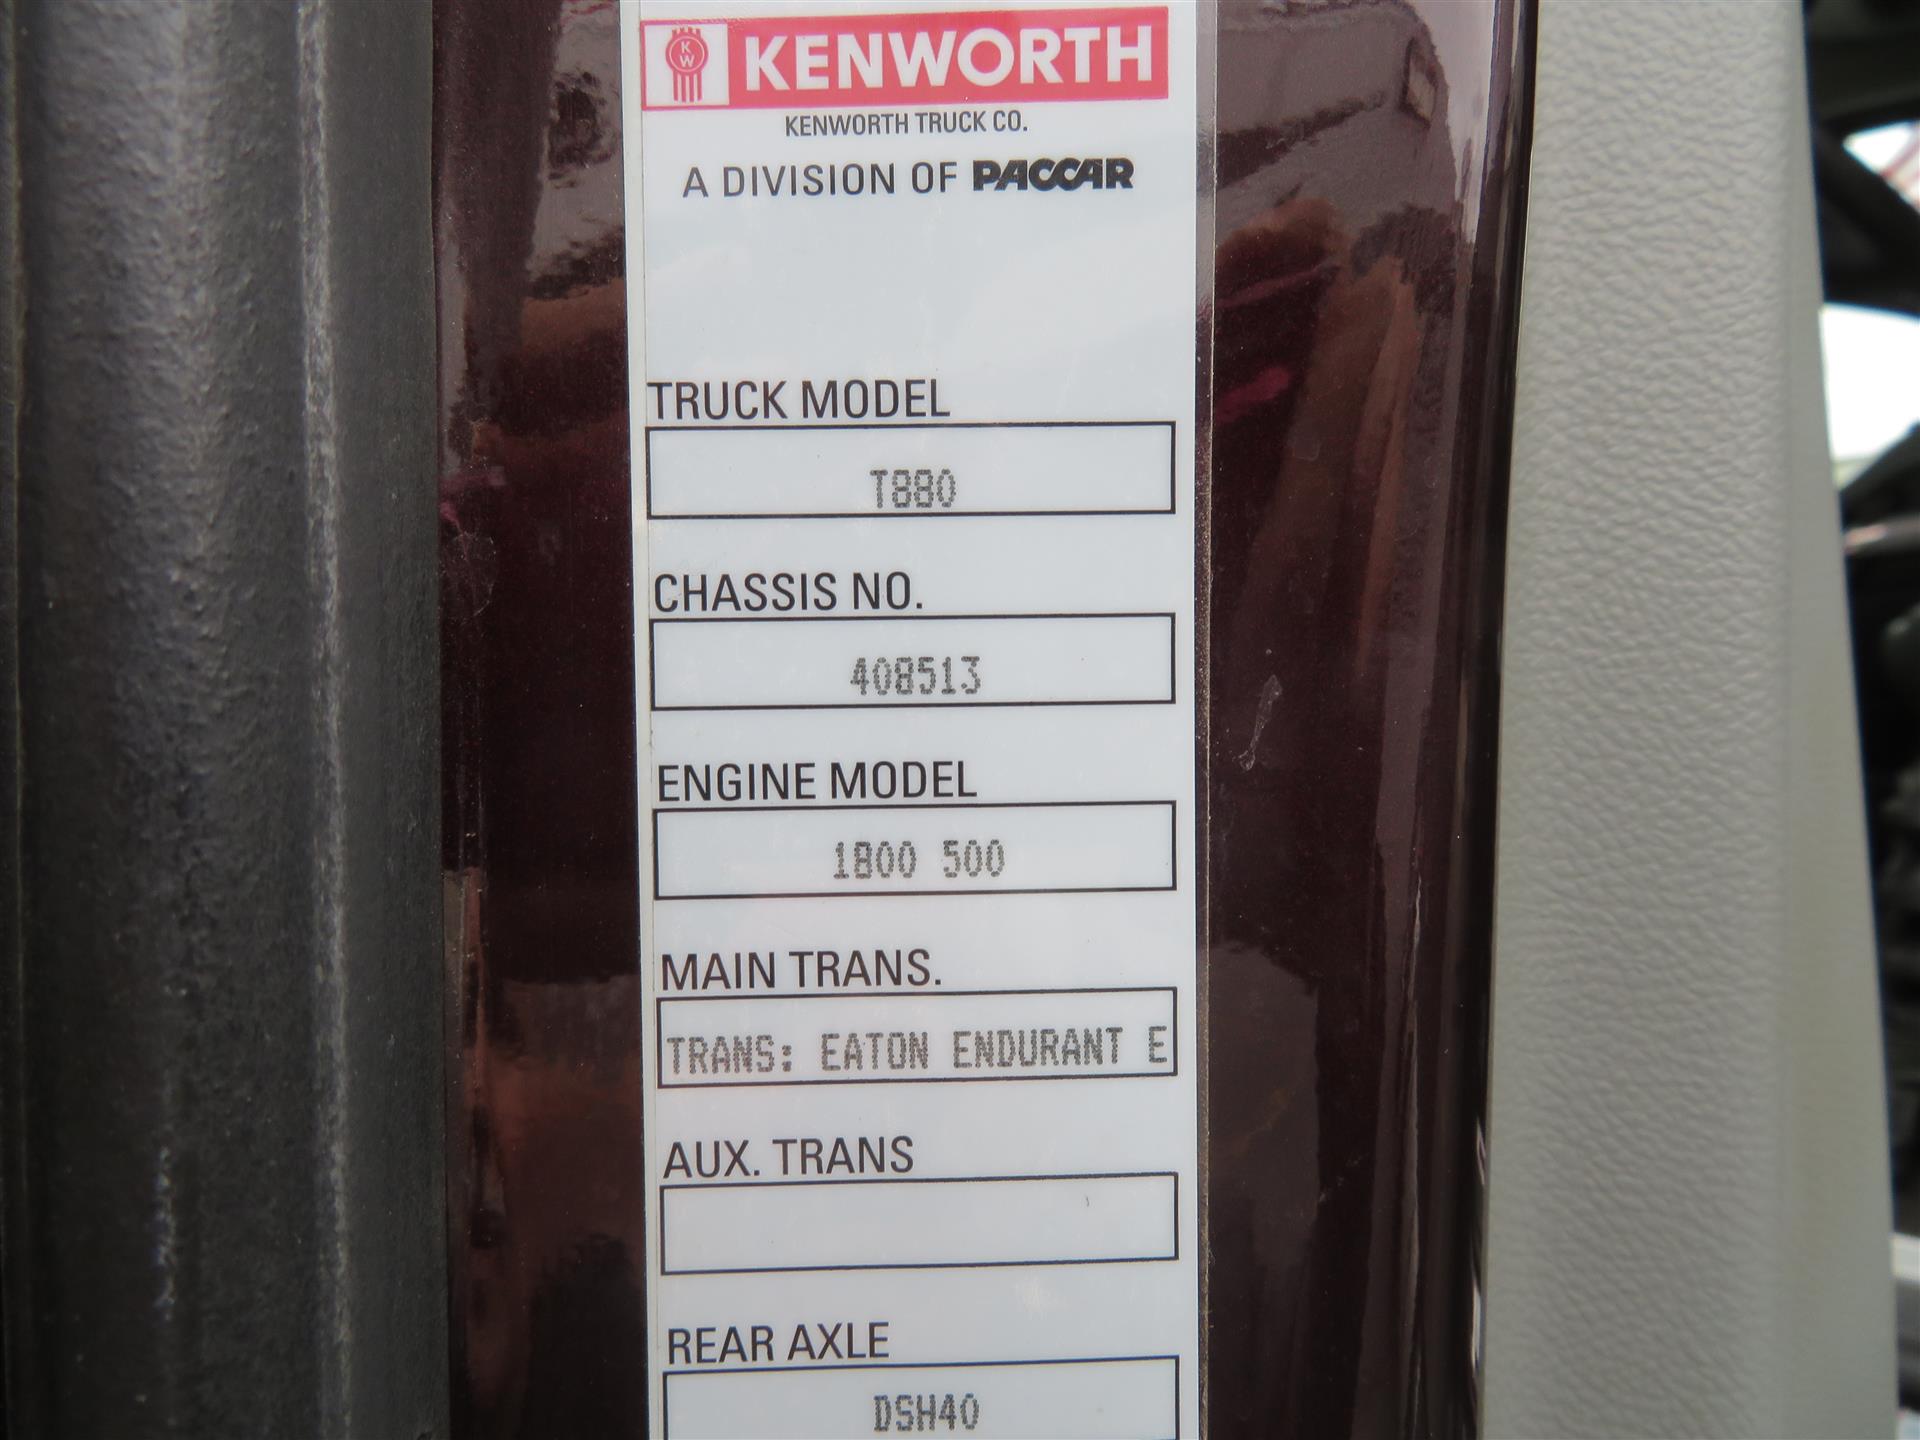 KW KENWORTH
KENWORTH TRUCK CO.
A DIVISION OF PACCAR
TRUCK MODEL
T880
CHASSIS NO.
408513
ENGINE MODEL
1800 500
MAIN TRANS.
TRANS: EATON ENDURANT E
AUX. TRANS
REAR AXLE
DSH40